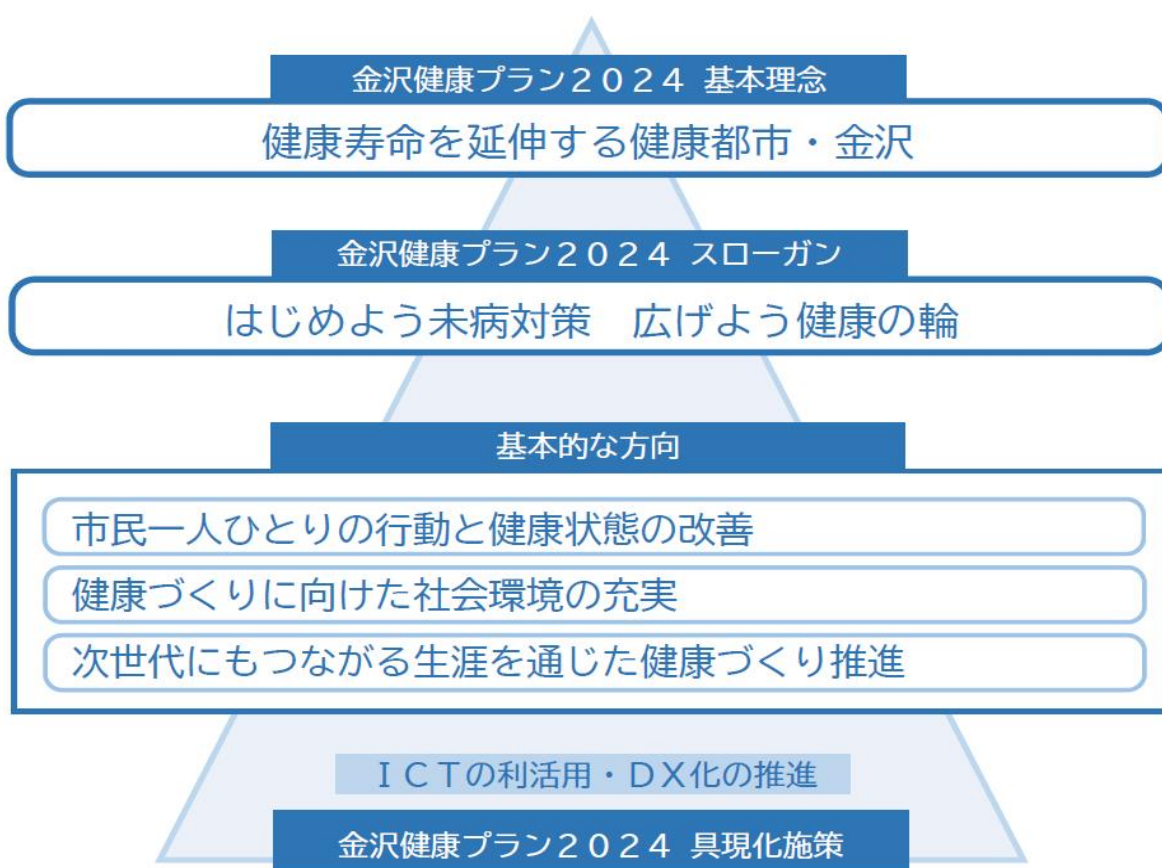 金沢健康プラン２０２４ 基本理念
健康寿命を延伸する健康都市・金沢
金沢健康プラン２０２４ スローガン
はじめよう未病対策　広げよう健康の輪
基本的な方向
市民一人ひとりの行動と健康状態の改善
健康づくりに向けた社会環境の充実
次世代にもつながる生涯を通じた健康づくり推進
ＩＣＴの利活用・ＤＸ化の推進
金沢健康プラン２０２４ 具現化施策